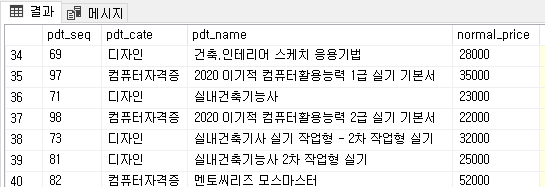 결과 메시지
pdt_seq pdt_cate pdt_name normal_price
34 69 디자인 건축,인테리어 스케치 응용기법 28000
35 97 컴퓨터자격증 2020 이기적 컴퓨터활용능력 1급 실기 기본서 35000
36 71 디자인 실내건축기능사 23000
37 98 컴퓨터자격증 2020 이기적 컴퓨터활용능력 2급 실기 기본서 22000
38 73 디자인 실내건축기사 실기 작업형 - 2차 작업형 실기 32000
39 81 디자인 실내건축기능사 2차 작업형 실기 25000
40 82 컴퓨터자격증 멘토씨리즈 모스마스터 52000